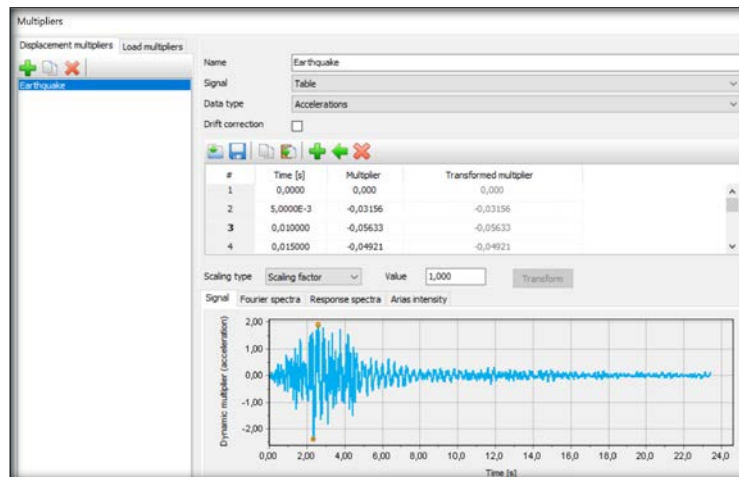 Multipliers
Displacement multipliers Load multipliers
Earthquake
Name Earthquake
Signal Table
Data type Accelerations
Drift correction
# Time [s] Multiplier Transformed multiplier
1 0,0000 0,000 0,000
2 5,0000E-3 -0,03156 -0,03156
3 0,010000 -0,05633 -0,05633
4 0,015000 -0,04921 -0,04921
Scaling type Scaling factor Value 1,000 Transform
Signal Fourier spectra Response spectra Arias intensity
Dynamic multiplier (acceleration)
2,00
1,00
0,00
-1,00
-2,00
0,00 2,00 4,00 6,00 8,00 10,0 12,0 14,0 16,0 18,0 20,0 22,0 24,0
Time [s]